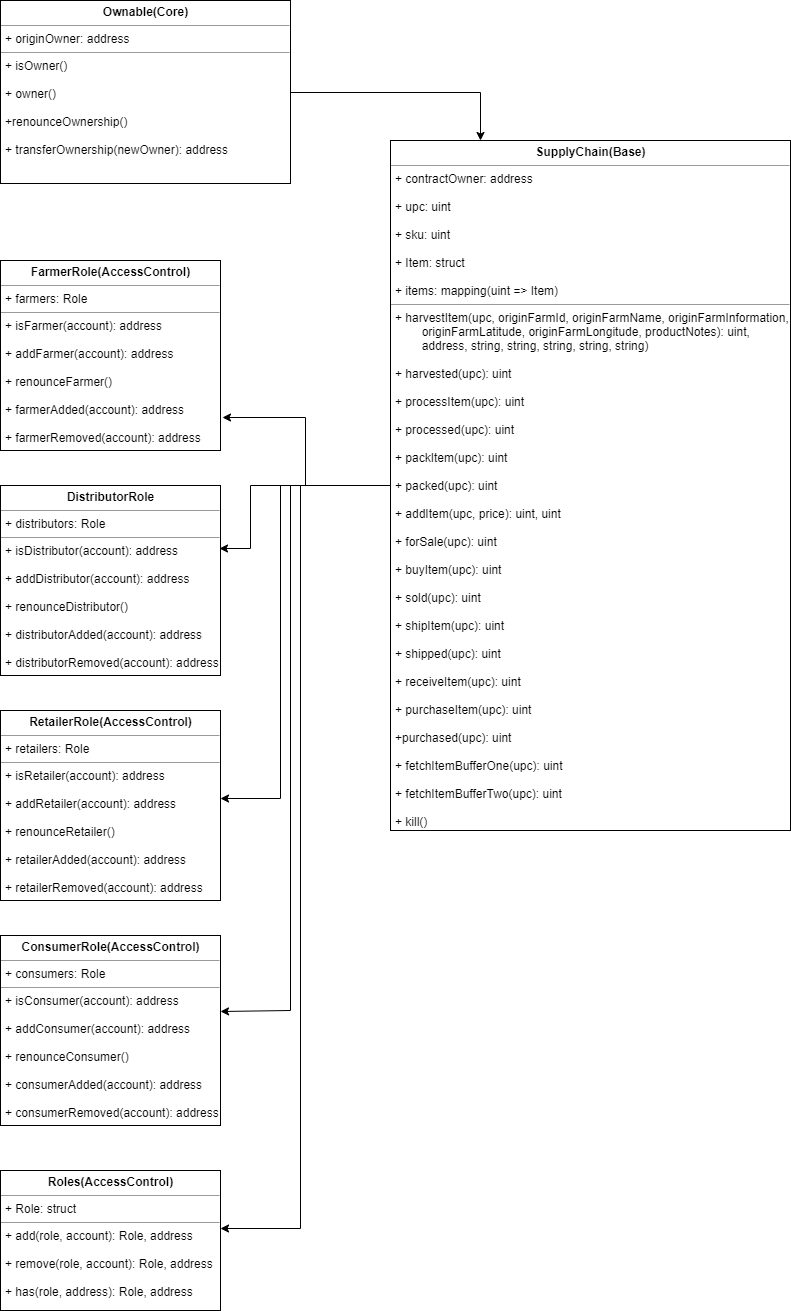 Ownable(Core)
+ originOwner: address
+ isOwner()
+ owner()
+renounceOwnership()
+ transferOwnership(newOwner): address
SupplyChain(Base)
+ contractOwner: address
+ upc: uint
+ sku: uint
+ Item: struct
+ items: mapping(uint => Item)
+ harvestItem(upc, originFarmId, originFarmName, originFarmInformation,
originFarmLatitude, originFarmLongitude, productNotes): uint,
address, string, string, string, string, string)
+ harvested(upc): uint
+ processItem(upc): uint
+ processed(upc): uint
+ packItem(upc): uint
+ packed(upc): uint
+ addItem(upc, price): uint, uint
+ forSale(upc): uint
+ buyItem(upc): uint
+ sold(upc): uint
+ shipItem(upc): uint
+ shipped(upc): uint
+ receiveItem(upc): uint
+ purchaseItem(upc): uint
+purchased(upc): uint
+ fetchItemBufferOne(upc): uint
+ fetchItemBufferTwo(upc): uint
+ kill()
FarmerRole(AccessControl)
+ farmers: Role
+ isFarmer(account): address
+ addFarmer(account): address
+ renounceFarmer()
+ farmerAdded(account): address
+ farmerRemoved(account): address
DistributorRole
+ distributors: Role
+ isDistributor(account): address
+ addDistributor(account): address
+ renounceDistributor()
+ distributorAdded(account): address
+ distributorRemoved(account): address
RetailerRole(AccessControl)
+ retailers: Role
+ isRetailer(account): address
+ addRetailer(account): address
+ renounceRetailer()
+ retailerAdded(account): address
+ retailerRemoved(account): address
ConsumerRole(AccessControl)
+ consumers: Role
+ isConsumer(account): address
+ addConsumer(account): address
+ renounceConsumer()
+ consumerAdded(account): address
+ consumerRemoved(account): address
Roles(AccessControl)
+ Role: struct
+ add(role, account): Role, address
+ remove(role, account): Role, address
+ has(role, address): Role, address